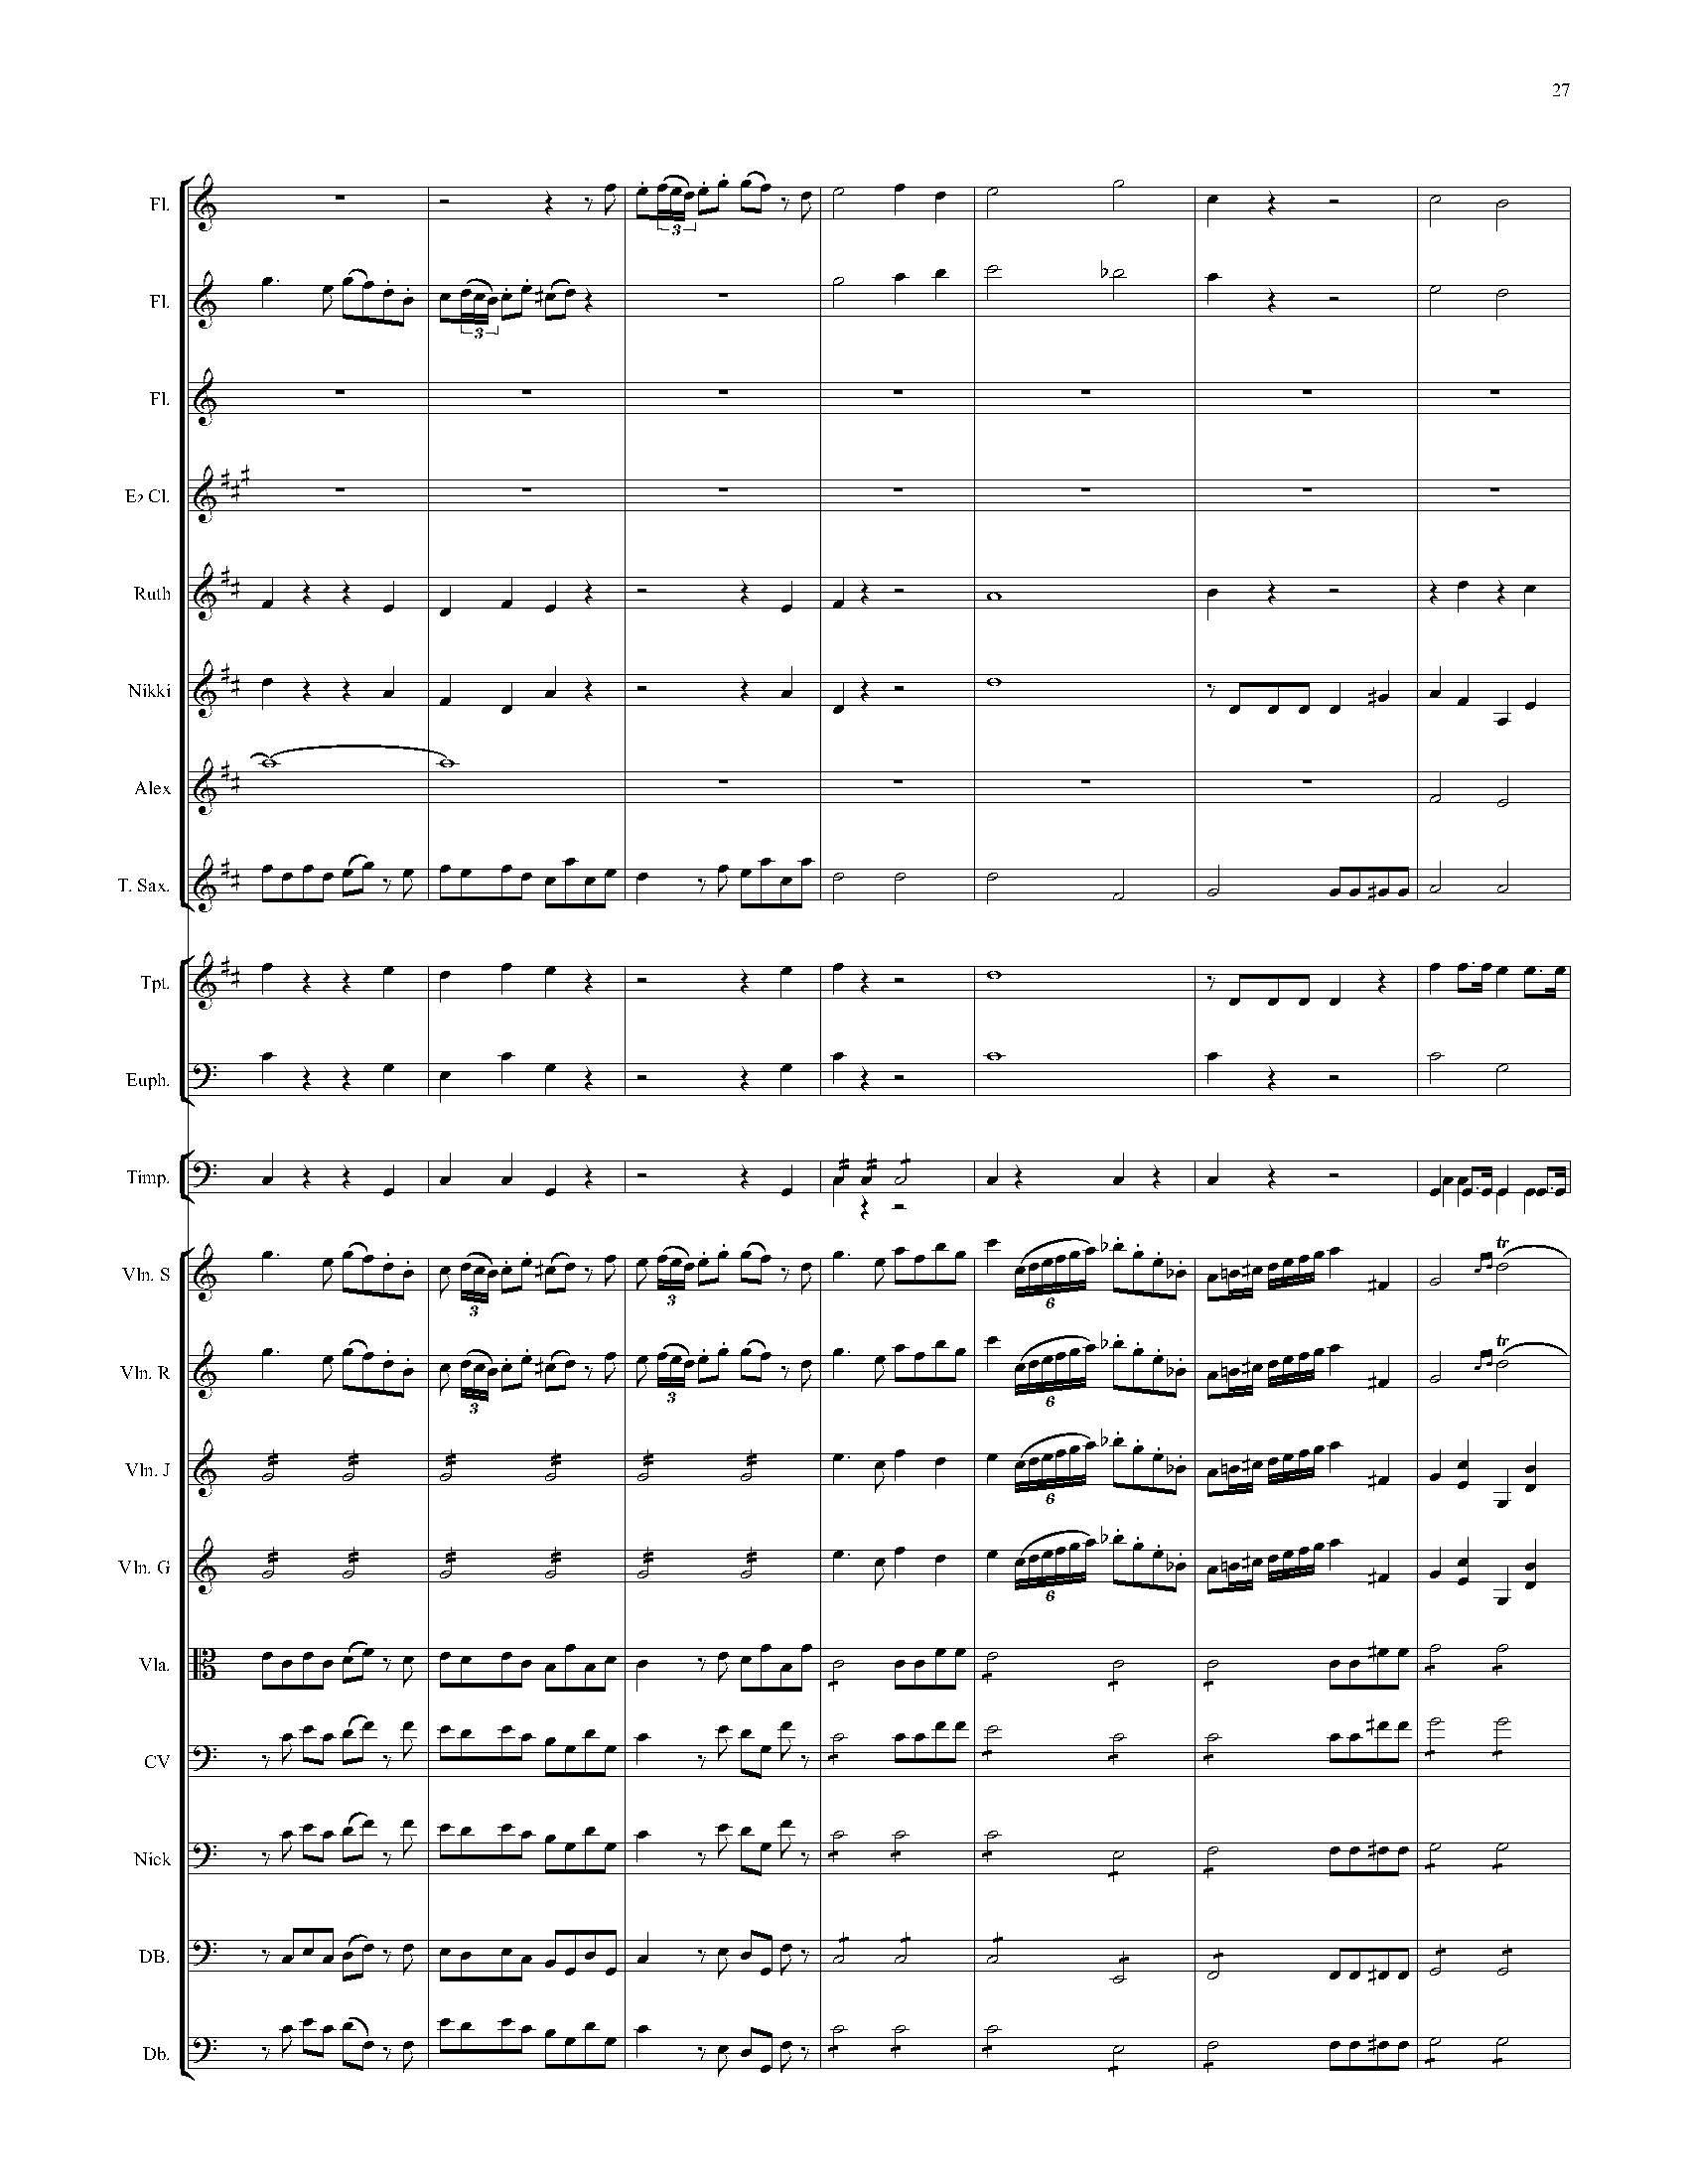 27
Fl.
3
Fl.
3
Fl.
E♭ Cl.
Ruth
Nikki
Alex
T. Sax.
Tpt.
Euph.
Timp.
Vln. S
3
3
6
tr
Vln. R
3
3
6
tr
Vln. J
6
Vln. G
6
Vla.
CV
Nick
DB.
Db.